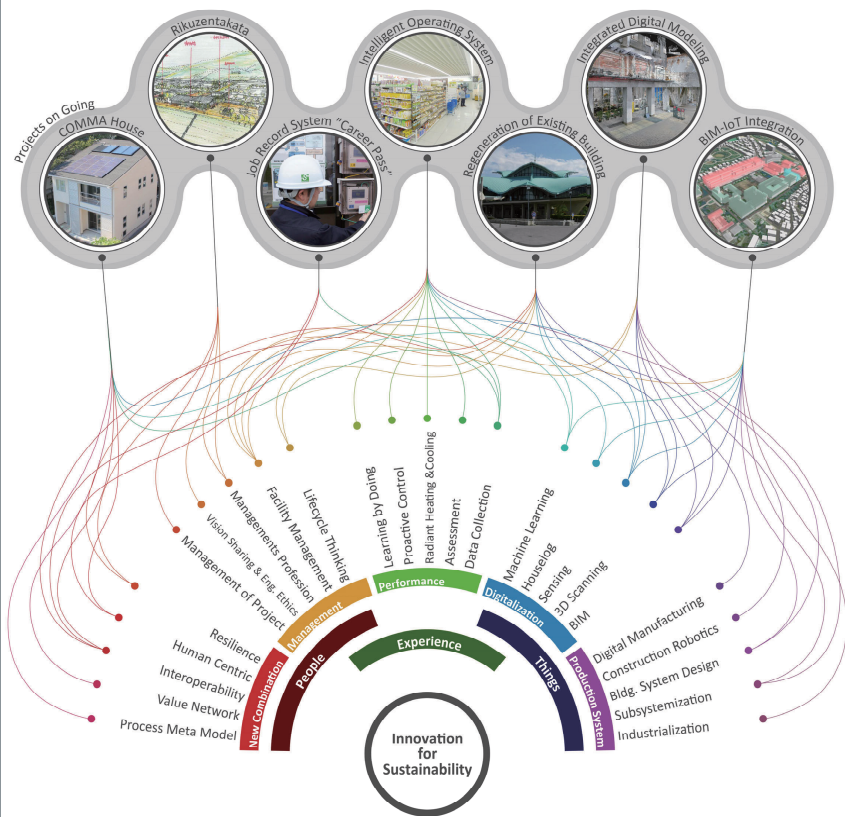 Projects on Going
COMMA House
Rikuzentakata
Job Record System "Career Pass"
Intelligent Operating System
Regeneration of Existing Building
Integrated Digital Modeling
BIM-IoT Integration
Process Meta Model
Value Network
Interoperability
Human Centric
Resilience
Management of Project
Vision Sharing & Eng. Ethics
Managements Profession
Facility Management
Lifecycle Thinking
Learning by Doing
Proactive Control
Radiant Heating &Cooling
Assessment
Data Collection
Machine Learning
Houselog
Sensing
3D Scanning
BIM
Digital Manufacturing
Construction Robotics
Bldg. System Design
Subsystemization
Industrialization
New Combination
Management
Performance
Digitalization
Production System
People
Experience
Things
Innovation
for
Sustainability